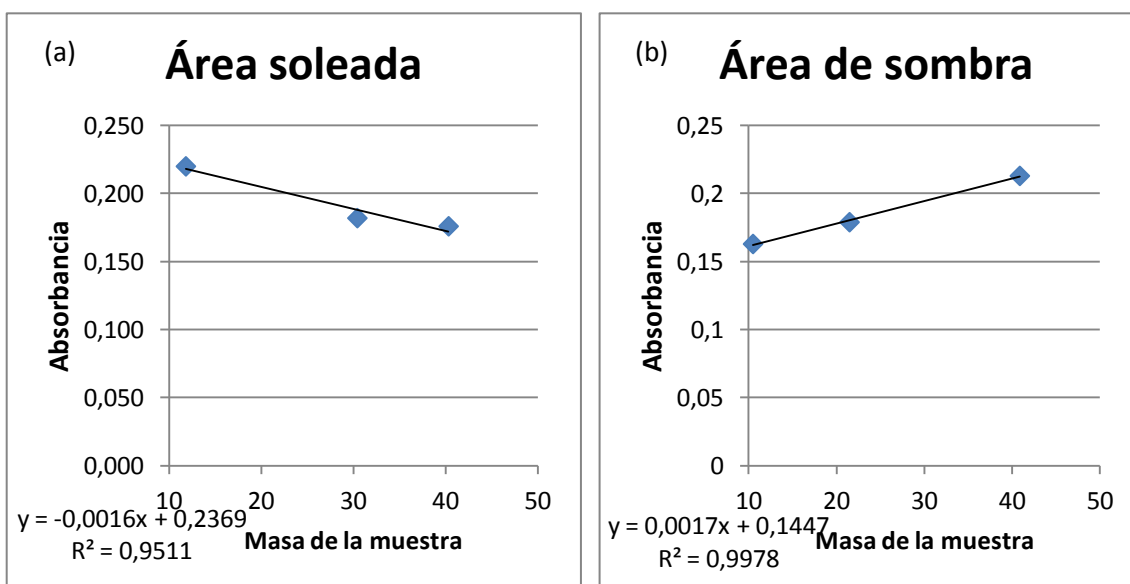 (a)
Área soleada
0,250
0,200
0,150
0,100
0,050
0,000
Absorbancia
10 20 30 40 50
y = -0,0016x + 0,2369
R² = 0,9511
Masa de la muestra
(b)
Área de sombra
0,25
0,2
0,15
0,1
0,05
0
Absorbancia
10 20 30 40 50
y = 0,0017x + 0,1447
R² = 0,9978
Masa de la muestra